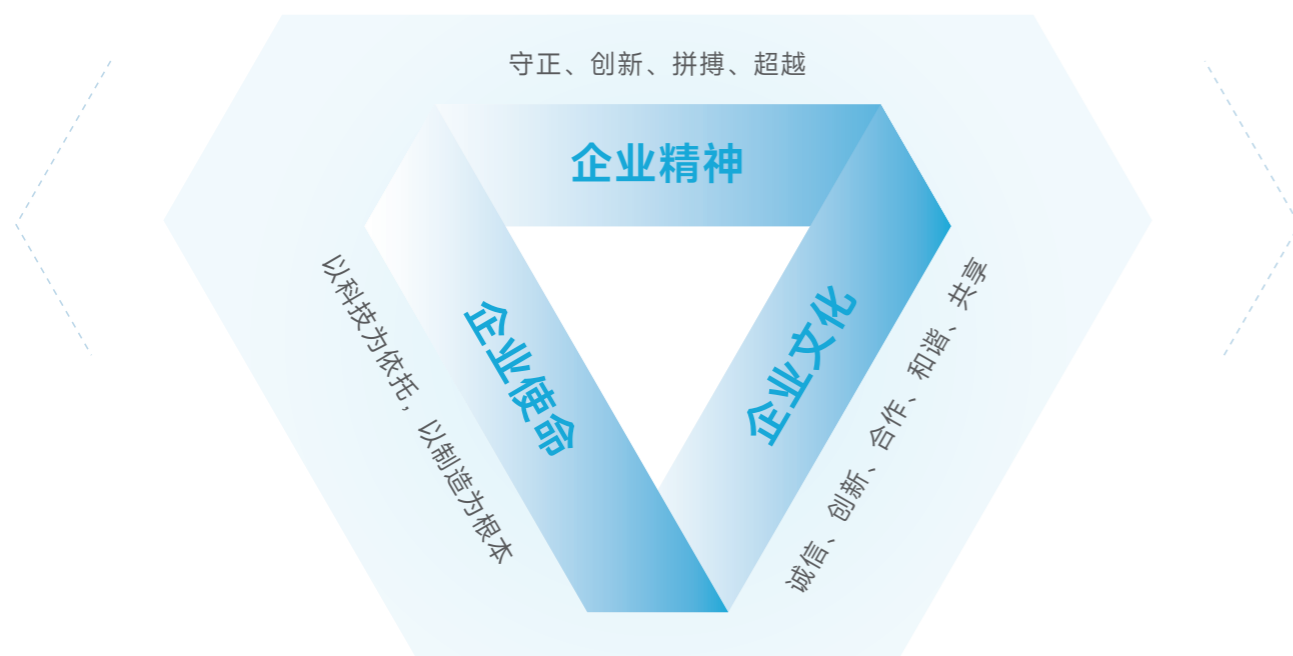 守正、创新、拼搏、超越
企业精神
企业使命
以科技为依托，以制造为根本
企业文化
诚信、创新、合作、和谐、共享